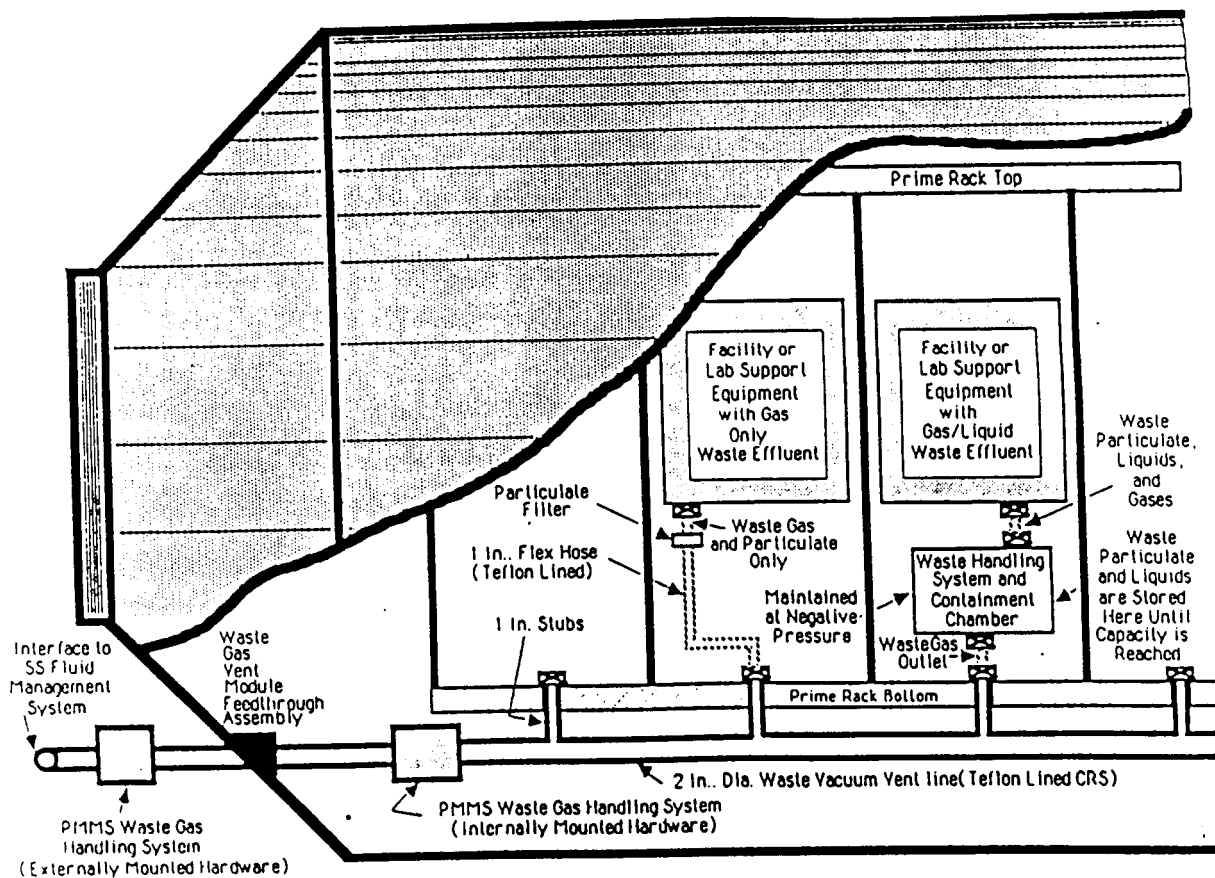 Prime Rack Top
Facility or
Lab Support
Equipment
with Gas
Only
Waste Effluent
Facility or
Lab Support
Equipment
with
Gas/Liquid
Waste Effluent
Waste
Particulate,
Liquids,
and
Gases
Particulate
Filter
Waste Gas
and Particulate
Only
1 In.. Flex Hose
(Teflon Lined)
Maintained
at Negative
Pressure
Waste Handling
System and
Containment
Chamber
Waste
Particulate
and Liquids
are Stored
Here Until
Capacity is
Reached
1 In. Stubs
Waste Gas
Outlet
Prime Rack Bottom
Interface to
SS Fluid
Management
System
Waste
Gas
Vent
Module
Feedthrough
Assembly
2 In.. Dia. Waste Vacuum Vent line(Teflon Lined CRS)
PMMS Waste Gas
Handling System
(Externally Mounted Hardware)
PMMS Waste Gas Handling System
(Internally Mounted Hardware)